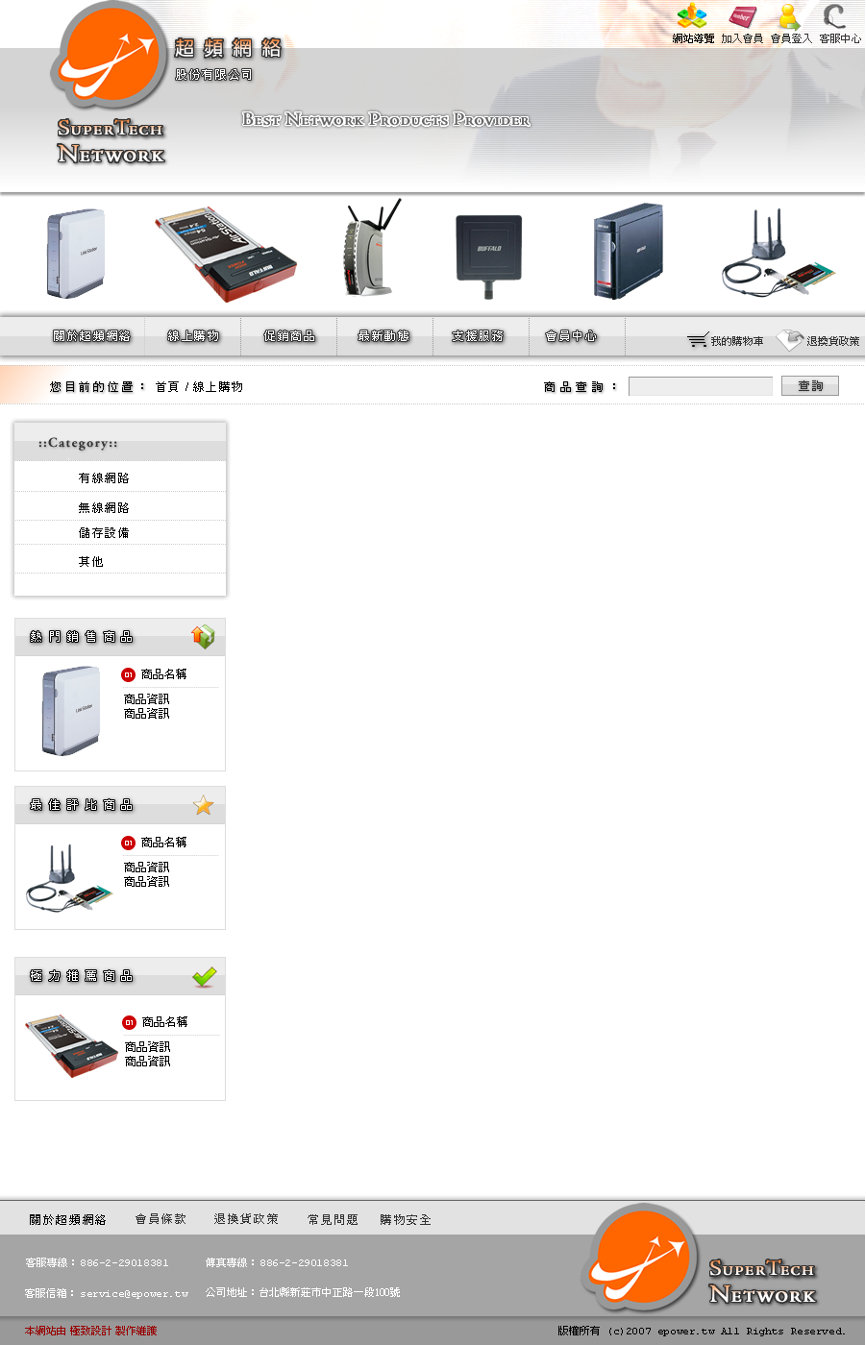 網站導覽 加入會員 會員登入 客服中心
超頻網絡
股份有限公司
Best Network Products Provider
SuperTech
Network
LinkStation
AirStation
BUFFALO
BUFFALO
關於超頻網絡 線上購物 促銷商品 最新動態 支援服務 會員中心 我的購物車 退換貨政策
您目前的位置： 首頁 / 線上購物 商品查詢： 查詢
::Category::
有線網路
無線網路
儲存設備
其他
熱門銷售商品
01 商品名稱
商品資訊
商品資訊
LinkStation
最佳評比商品
01 商品名稱
商品資訊
商品資訊
極力推薦商品
01 商品名稱
商品資訊
商品資訊
BUFFALO
關於超頻網絡 會員條款 退換貨政策 常見問題 購物安全
客服專線：886-2-29018381 傳真專線：886-2-29018381
客服信箱：service@epower.tw 公司地址：台北縣新莊市中正路一段100號
SuperTech
Network
本網站由 極致設計 製作維護 版權所有 (c)2007 epower.tw All Rights Reserved.